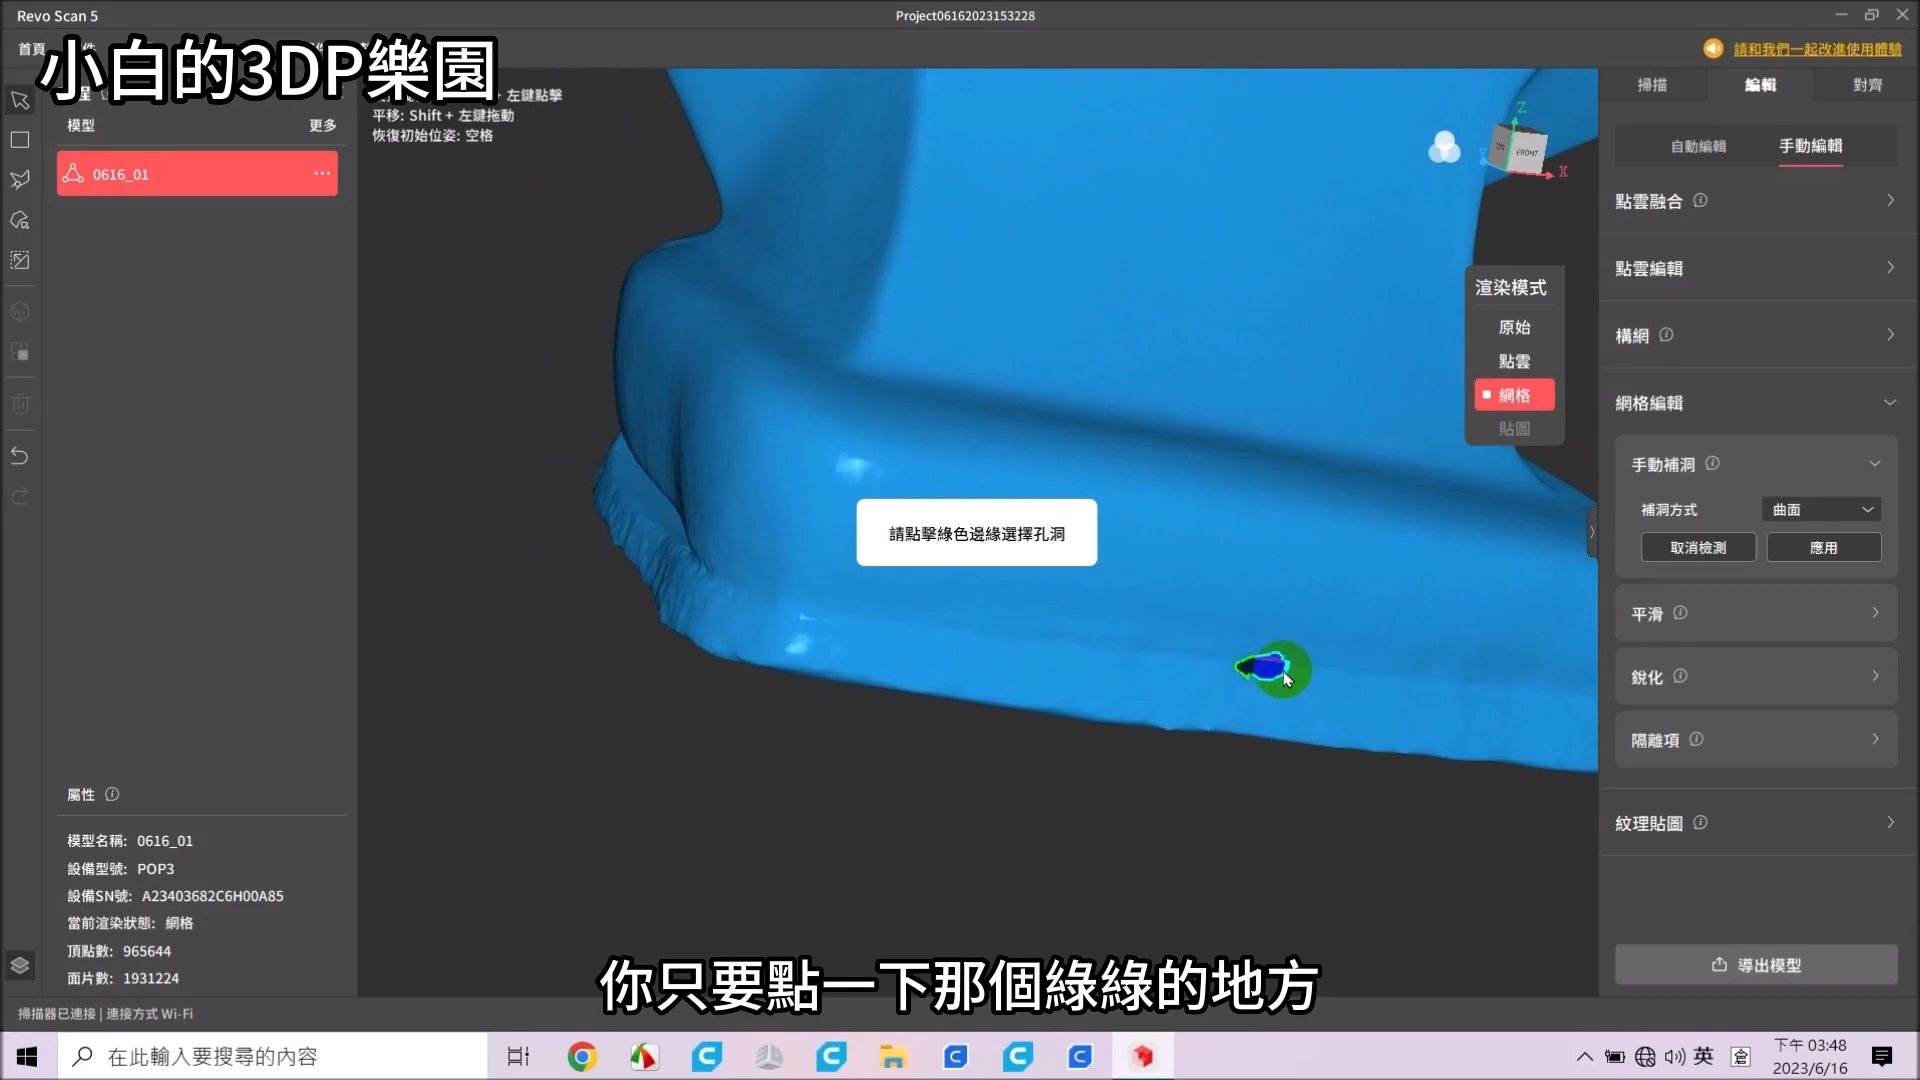 Revo Scan 5
Project06162023153228
首頁
請和我們一起改進使用體驗
小白的3DP樂園
模型
更多
0616_01
+ 左鍵點擊
平移: Shift + 左鍵拖動
恢復初始位姿: 空格
Z
FRONT
X
渲染模式
原始
點雲
網格
貼圖
請點擊綠色邊緣選擇孔洞
掃描
編輯
對齊
自動編輯
手動編輯
點雲融合
點雲編輯
構網
網格編輯
手動補洞
補洞方式
曲面
取消檢測
應用
平滑
銳化
隔離項
紋理貼圖
導出模型
屬性
模型名稱: 0616_01
設備型號: POP3
設備SN號: A23403682C6H00A85
當前渲染狀態: 網格
頂點數: 965644
面片數: 1931224
你只要點一下那個綠綠的地方
掃描器已連接 | 連接方式 Wi-Fi
在此輸入要搜尋的內容
英
倉
下午 03:48
2023/6/16